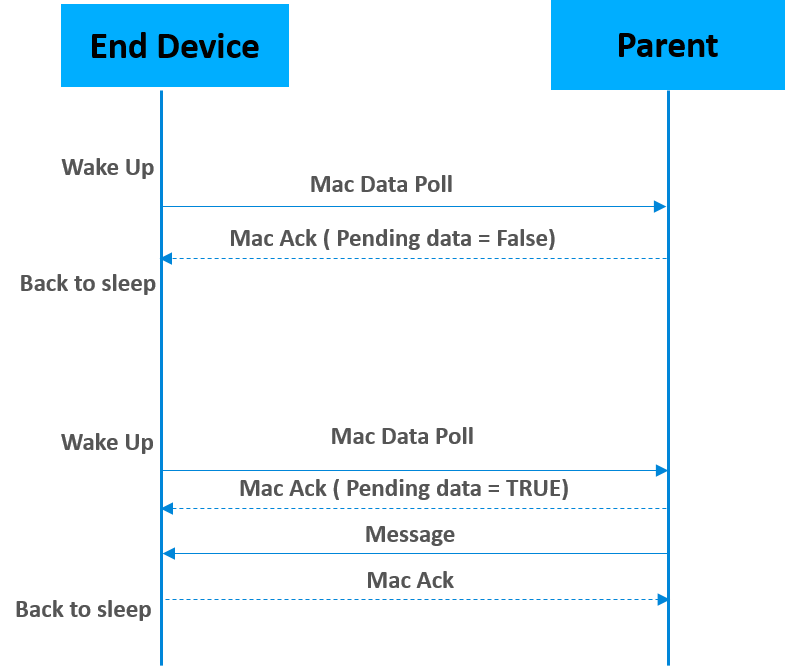 End Device
Parent
Wake Up
Mac Data Poll
Mac Ack ( Pending data = False)
Back to sleep
Wake Up
Mac Data Poll
Mac Ack ( Pending data = TRUE)
Message
Mac Ack
Back to sleep